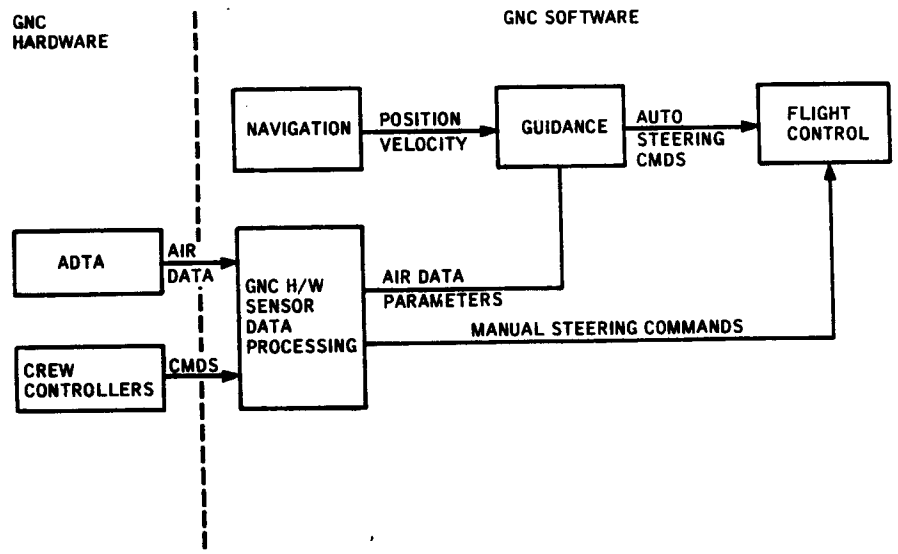 GNC
HARDWARE
GNC SOFTWARE
NAVIGATION
POSITION
VELOCITY
GUIDANCE
AUTO
STEERING
CMDS
FLIGHT
CONTROL
ADTA
AIR
DATA
GNC H/W
SENSOR
DATA
PROCESSING
AIR DATA
PARAMETERS
MANUAL STEERING COMMANDS
CREW
CONTROLLERS
CMDS